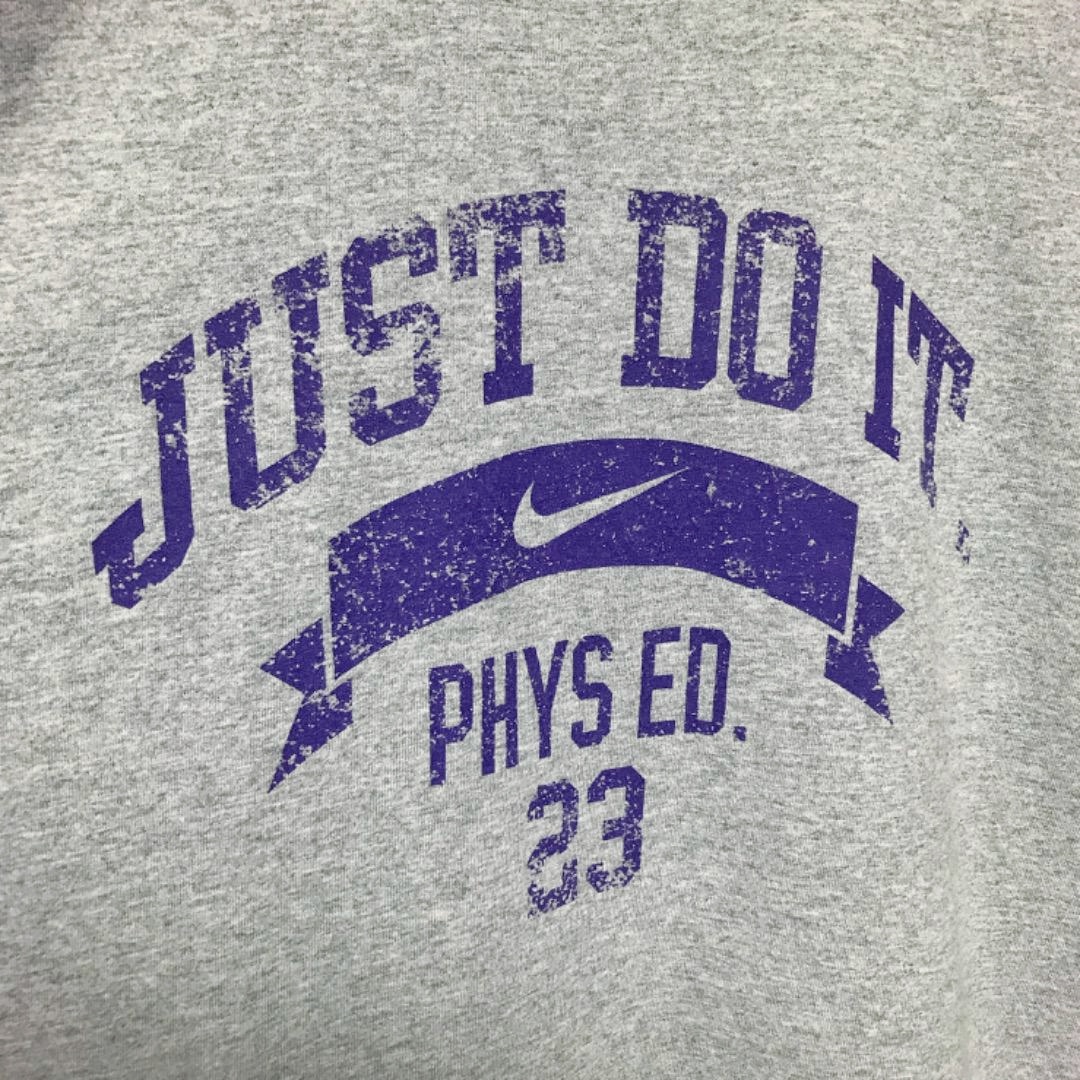 JUST DO IT.
PHYS ED.
23